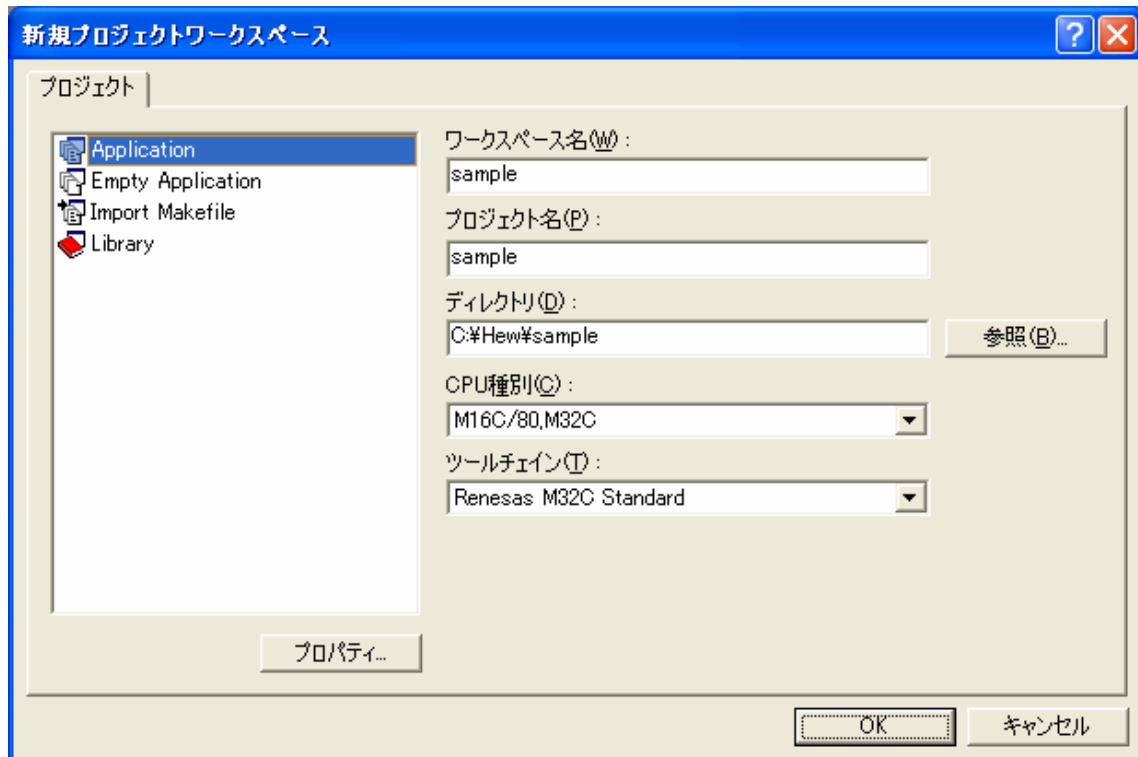 新規プロジェクトワークスペース
プロジェクト
Application
Empty Application
Import Makefile
Library
プロパティ...
ワークスペース名(W) :
sample
プロジェクト名(P) :
sample
ディレクトリ(D) :
C:¥Hew¥sample
参照(B)...
CPU種別(C) :
M16C/80,M32C
ツールチェイン(T) :
Renesas M32C Standard
OK
キャンセル